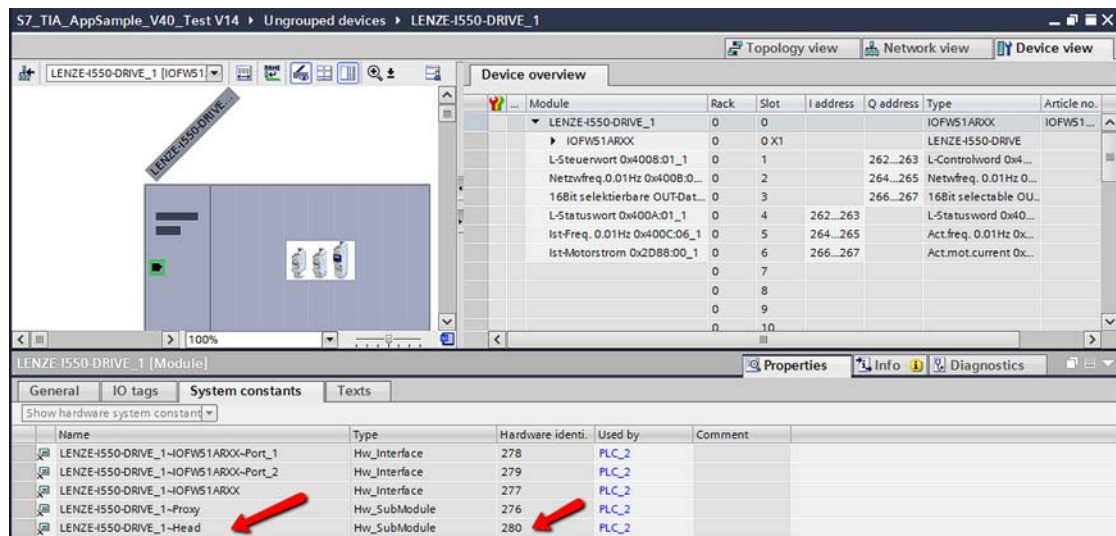 S7_TIA_AppSample_V40_Test V14 ▸ Ungrouped devices ▸ LENZE-I550-DRIVE_1
Topology view Network view Device view
LENZE-I550-DRIVE_1 [IOFW51
LENZE-I550-DRIVE...
Device overview
... Module Rack Slot I address Q address Type Article no.
LENZE-I550-DRIVE_1 0 0 IOFW51ARXX IOFW51...
IOFW51ARXX 0 0 X1 LENZE-I550-DRIVE
L-Steuerwort 0x4008:01_1 0 1 262...263 L-Controlword 0x4...
Netzwfreq.0.01Hz 0x400B:0... 0 2 264...265 Netwfreq. 0.01Hz 0...
16Bit selektierbare OUT-Dat... 0 3 266...267 16Bit selectable OU..
L-Statuswort 0x400A:01_1 0 4 262...263 L-Statusword 0x40...
Ist-Freq. 0.01Hz 0x400C:06_1 0 5 264...265 Act.freq. 0.01Hz 0x...
Ist-Motorstrom 0x2D88:00_1 0 6 266...267 Act.mot.current 0x...
0 7
0 8
0 9
0 10
100%
LENZE-I550-DRIVE_1 [Module]
Properties Info Diagnostics
General IO tags System constants Texts
Show hardware system constant
Name Type Hardware identi. Used by Comment
LENZE-I550-DRIVE_1~IOFW51ARXX~Port_1 Hw_Interface 278 PLC_2
LENZE-I550-DRIVE_1~IOFW51ARXX~Port_2 Hw_Interface 279 PLC_2
LENZE-I550-DRIVE_1~IOFW51ARXX Hw_Interface 277 PLC_2
LENZE-I550-DRIVE_1~Proxy Hw_SubModule 276 PLC_2
LENZE-I550-DRIVE_1~Head Hw_SubModule 280 PLC_2